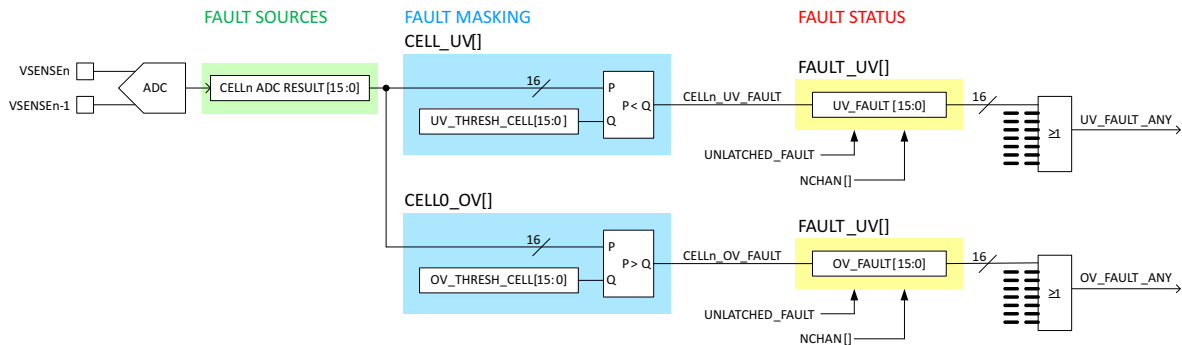 FAULT SOURCES
FAULT MASKING
FAULT STATUS
CELL_UV[]
VSENSEn
VSENSEn-1
ADC
CELLn ADC RESULT[15:0]
16
P
UV_THRESH_CELL[15:0]
Q
P< Q
CELLn_UV_FAULT
FAULT_UV[]
UV_FAULT [15:0]
16
≥1
UV_FAULT_ANY
UNLATCHED_FAULT
NCHAN[]
CELL0_OV[]
16
P
OV_THRESH_CELL[15:0]
Q
P> Q
CELLn_OV_FAULT
FAULT_UV[]
OV_FAULT[15:0]
16
≥1
OV_FAULT_ANY
UNLATCHED_FAULT
NCHAN[]